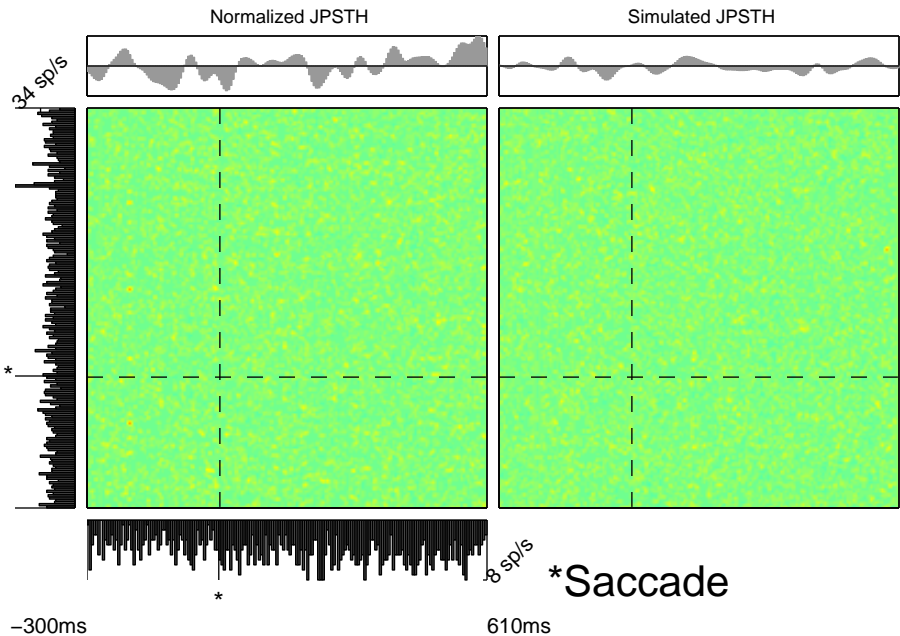 Normalized JPSTH
Simulated JPSTH
34 sp/s
*
8 sp/s
*Saccade
*
−300ms
610ms